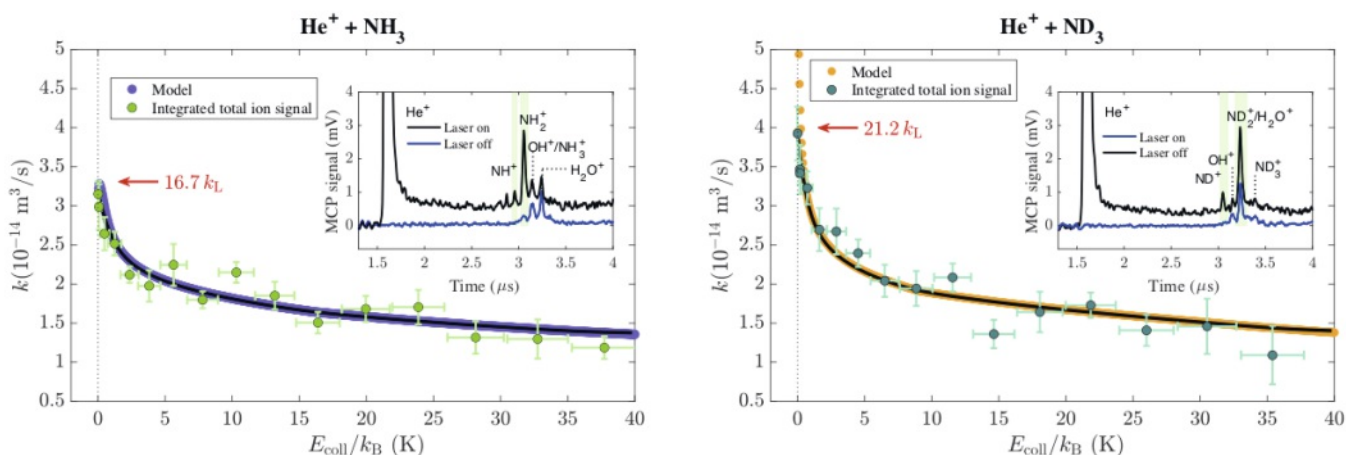 He⁺ + NH₃
5
4.5
4
3.5
3
2.5
2
1.5
1
0.5
k(10⁻¹⁴ m³/s)
Model
Integrated total ion signal
16.7 k_L
4
3
2
1
0
MCP signal (mV)
He⁺
Laser on
Laser off
NH⁺
NH₂⁺
OH⁺/NH₃⁺
H₂O⁺
1.5 2 2.5 3 3.5 4
Time (μs)
0 5 10 15 20 25 30 35 40
E_coll/k_B (K)
He⁺ + ND₃
5
4.5
4
3.5
3
2.5
2
1.5
1
0.5
k(10⁻¹⁴ m³/s)
Model
Integrated total ion signal
21.2 k_L
4
3
2
1
0
MCP signal (mV)
He⁺
Laser on
Laser off
ND₂⁺/H₂O⁺
OH⁺
ND⁺
ND₃⁺
1.5 2 2.5 3 3.5 4
Time (μs)
0 5 10 15 20 25 30 35 40
E_coll/k_B (K)